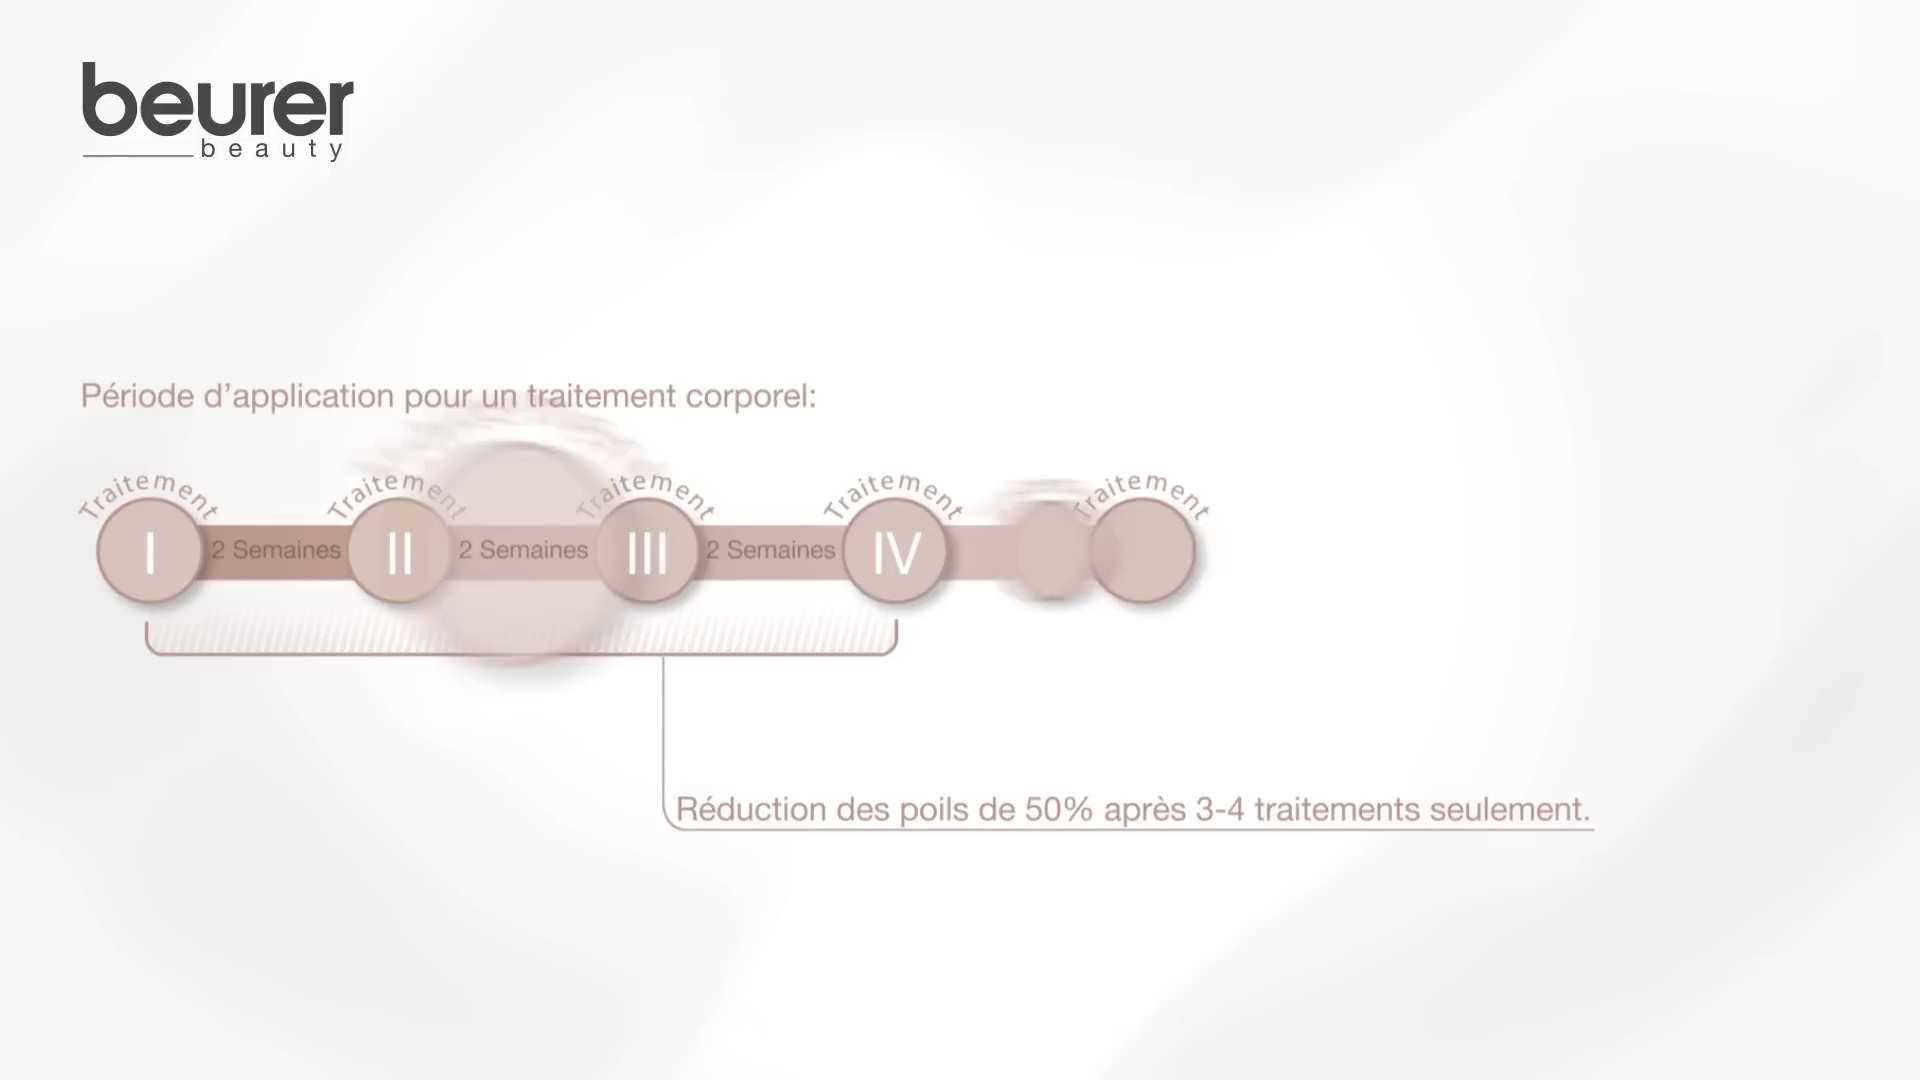 beurer
beauty
Période d’application pour un traitement corporel:
Traitement Traitement Traitement Traitement Traitement
I 2 Semaines II 2 Semaines III 2 Semaines IV
Réduction des poils de 50% après 3-4 traitements seulement.